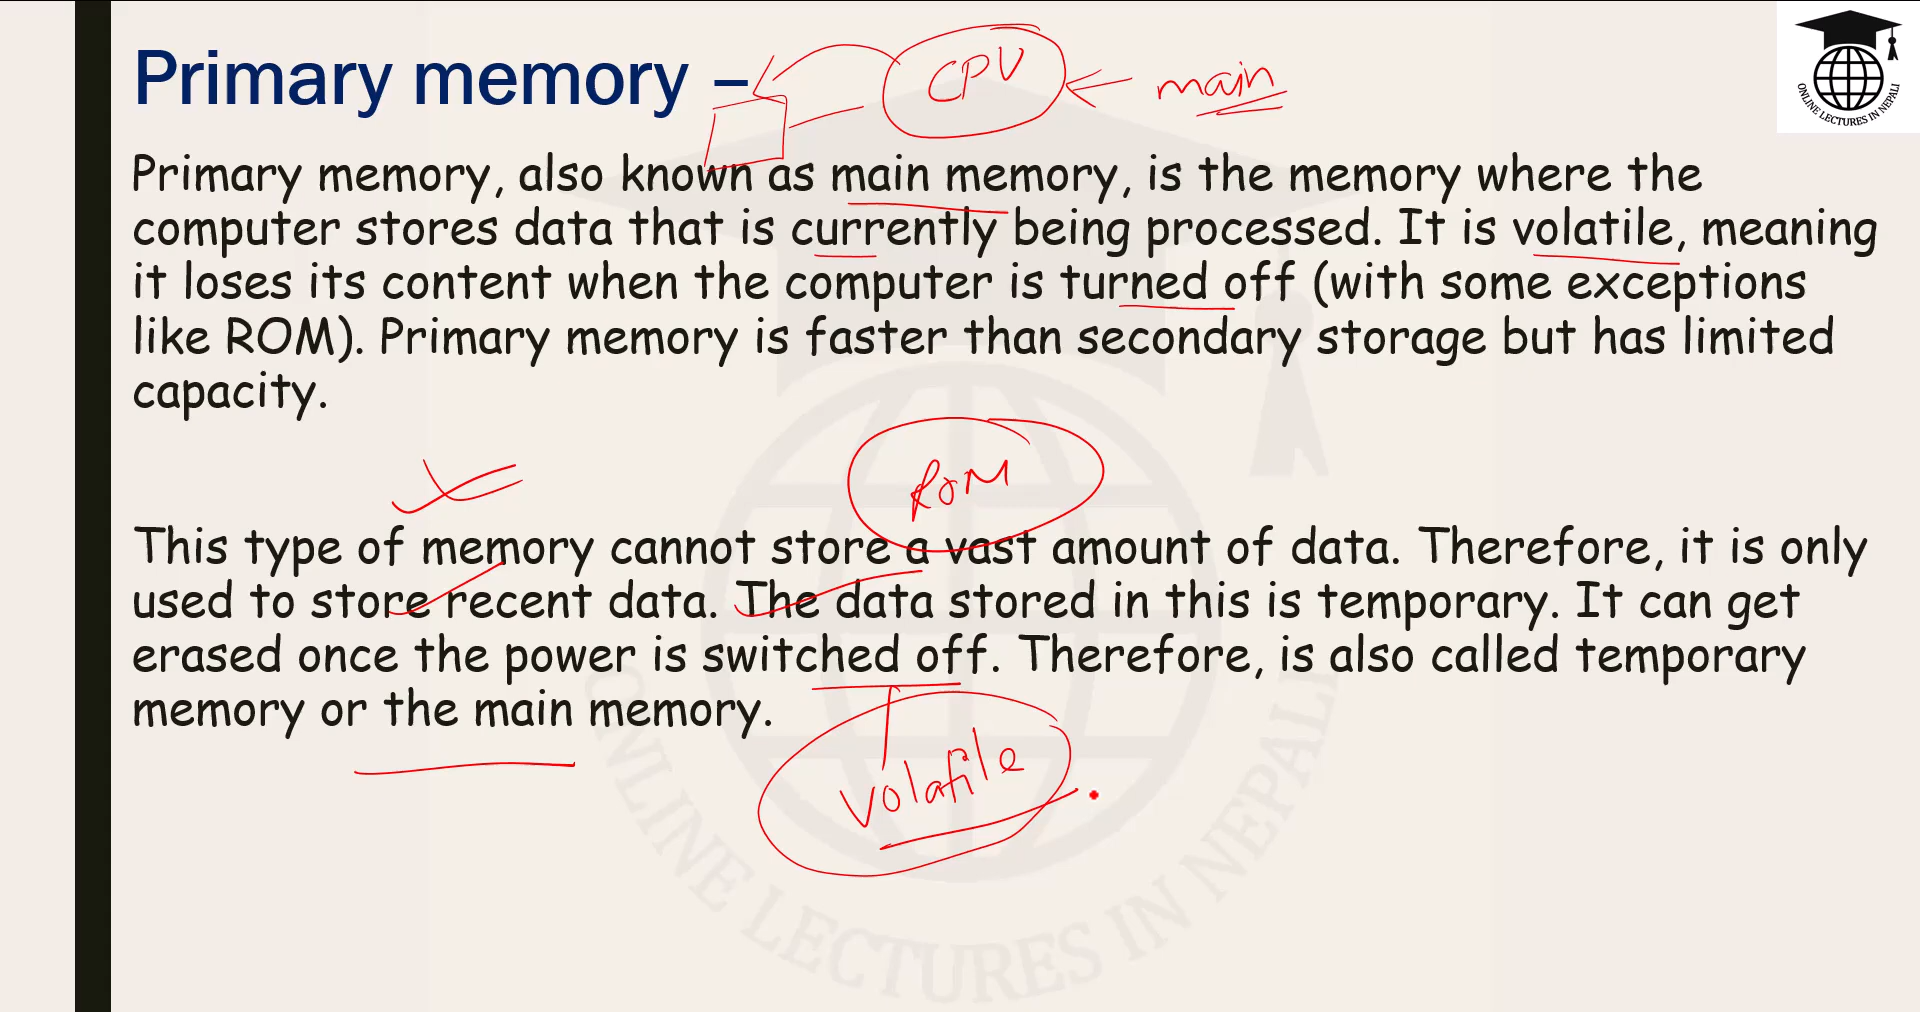 Primary memory –
CPU
main
ONLINE LECTURES IN NEPALI
Primary memory, also known as main memory, is the memory where the
computer stores data that is currently being processed. It is volatile, meaning
it loses its content when the computer is turned off (with some exceptions
like ROM). Primary memory is faster than secondary storage but has limited
capacity.
ROM
This type of memory cannot store a vast amount of data. Therefore, it is only
used to store recent data. The data stored in this is temporary. It can get
erased once the power is switched off. Therefore, is also called temporary
memory or the main memory.
Volatile
ONLINE LECTURES IN NEPALI